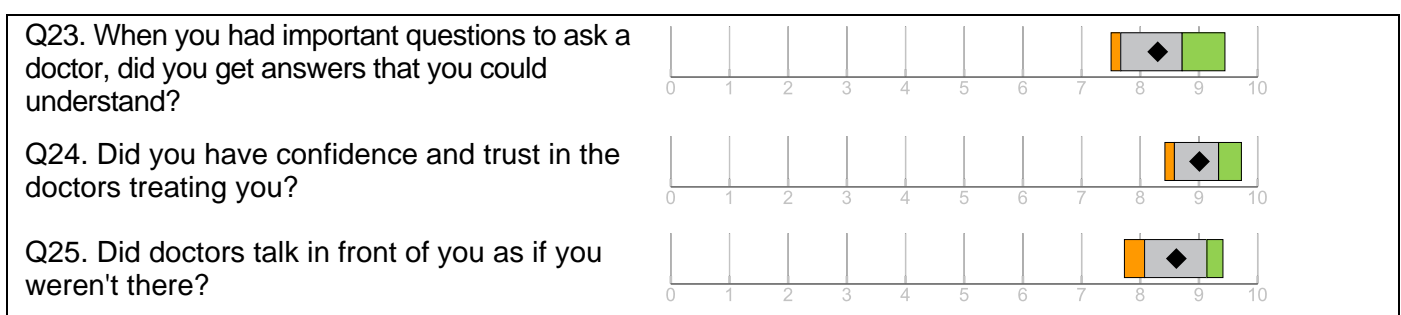 Q23. When you had important questions to ask a
doctor, did you get answers that you could
understand?
0 1 2 3 4 5 6 7 8 9 10
Q24. Did you have confidence and trust in the
doctors treating you?
0 1 2 3 4 5 6 7 8 9 10
Q25. Did doctors talk in front of you as if you
weren't there?
0 1 2 3 4 5 6 7 8 9 10